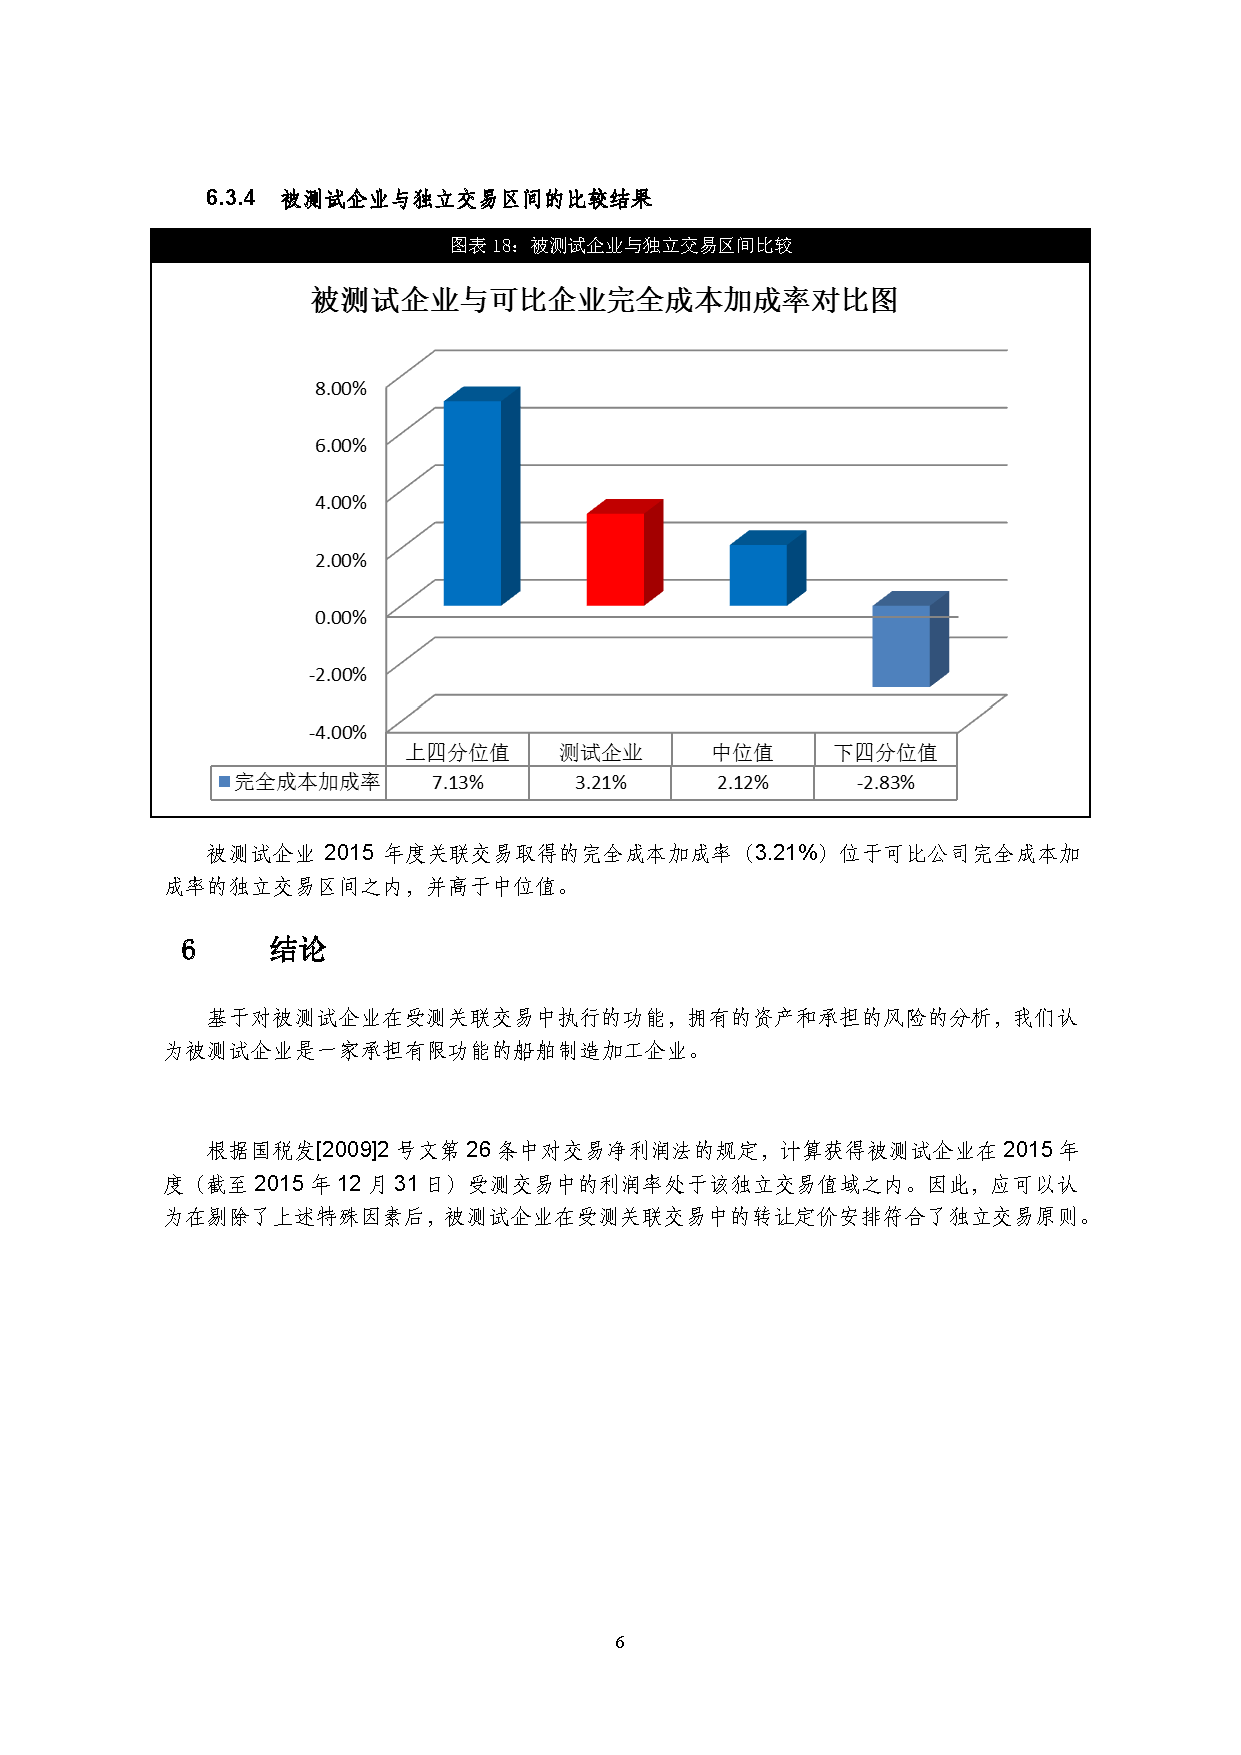 6.3.4 被测试企业与独立交易区间的比较结果
图表 18：被测试企业与独立交易区间比较
被测试企业与可比企业完全成本加成率对比图
8.00%
6.00%
4.00%
2.00%
0.00%
-2.00%
-4.00%
上四分位值 测试企业 中位值 下四分位值
完全成本加成率 7.13% 3.21% 2.12% -2.83%
被测试企业 2015 年度关联交易取得的完全成本加成率（3.21%）位于可比公司完全成本加
成率的独立交易区间之内，并高于中位值。
6 结论
基于对被测试企业在受测关联交易中执行的功能，拥有的资产和承担的风险的分析，我们认
为被测试企业是一家承担有限功能的船舶制造加工企业。
根据国税发[2009]2 号文第 26 条中对交易净利润法的规定，计算获得被测试企业在 2015 年
度（截至 2015 年 12 月 31 日）受测交易中的利润率处于该独立交易值域之内。因此，应可以认
为在剔除了上述特殊因素后，被测试企业在受测关联交易中的转让定价安排符合了独立交易原则。
6